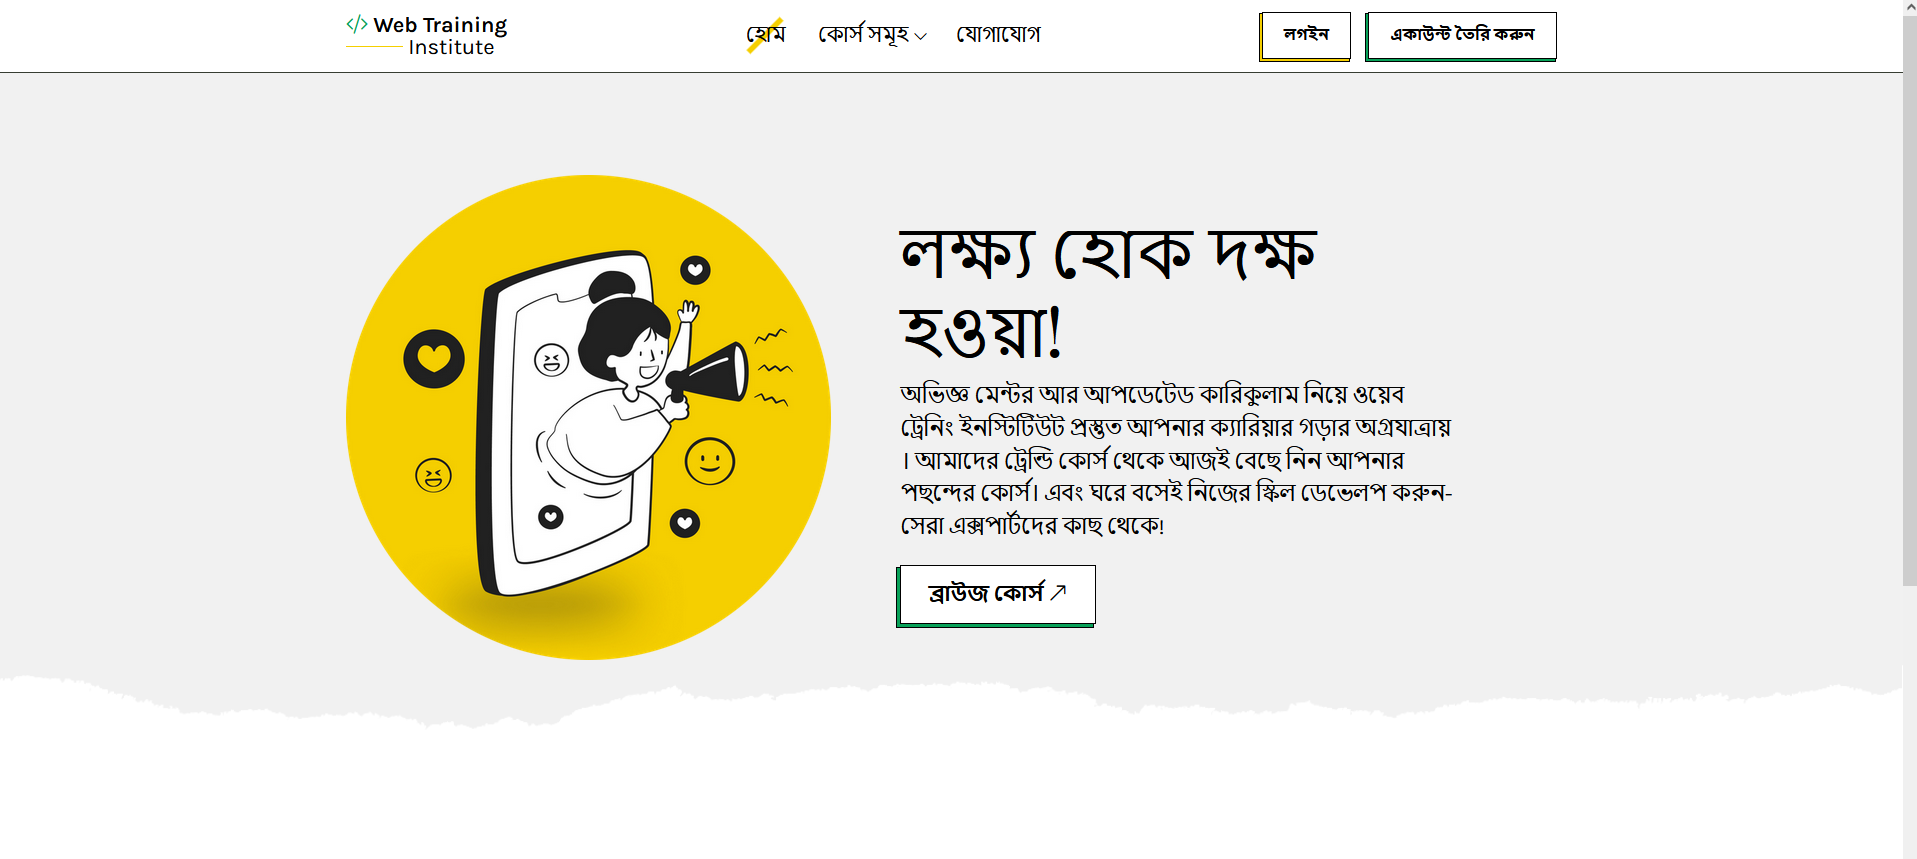 </> Web Training
Institute
হোম
কোর্স সমূহ
যোগাযোগ
লগইন
একাউন্ট তৈরি করুন
লক্ষ্য হোক দক্ষ
হওয়া!
অভিজ্ঞ মেন্টর আর আপডেটেড কারিকুলাম নিয়ে ওয়েব
ট্রেনিং ইনস্টিটিউট প্রস্তুত আপনার ক্যারিয়ার গড়ার অগ্রযাত্রায়
। আমাদের ট্রেন্ডি কোর্স থেকে আজই বেছে নিন আপনার
পছন্দের কোর্স। এবং ঘরে বসেই নিজের স্কিল ডেভেলপ করুন-
সেরা এক্সপার্টদের কাছ থেকে!
ব্রাউজ কোর্স